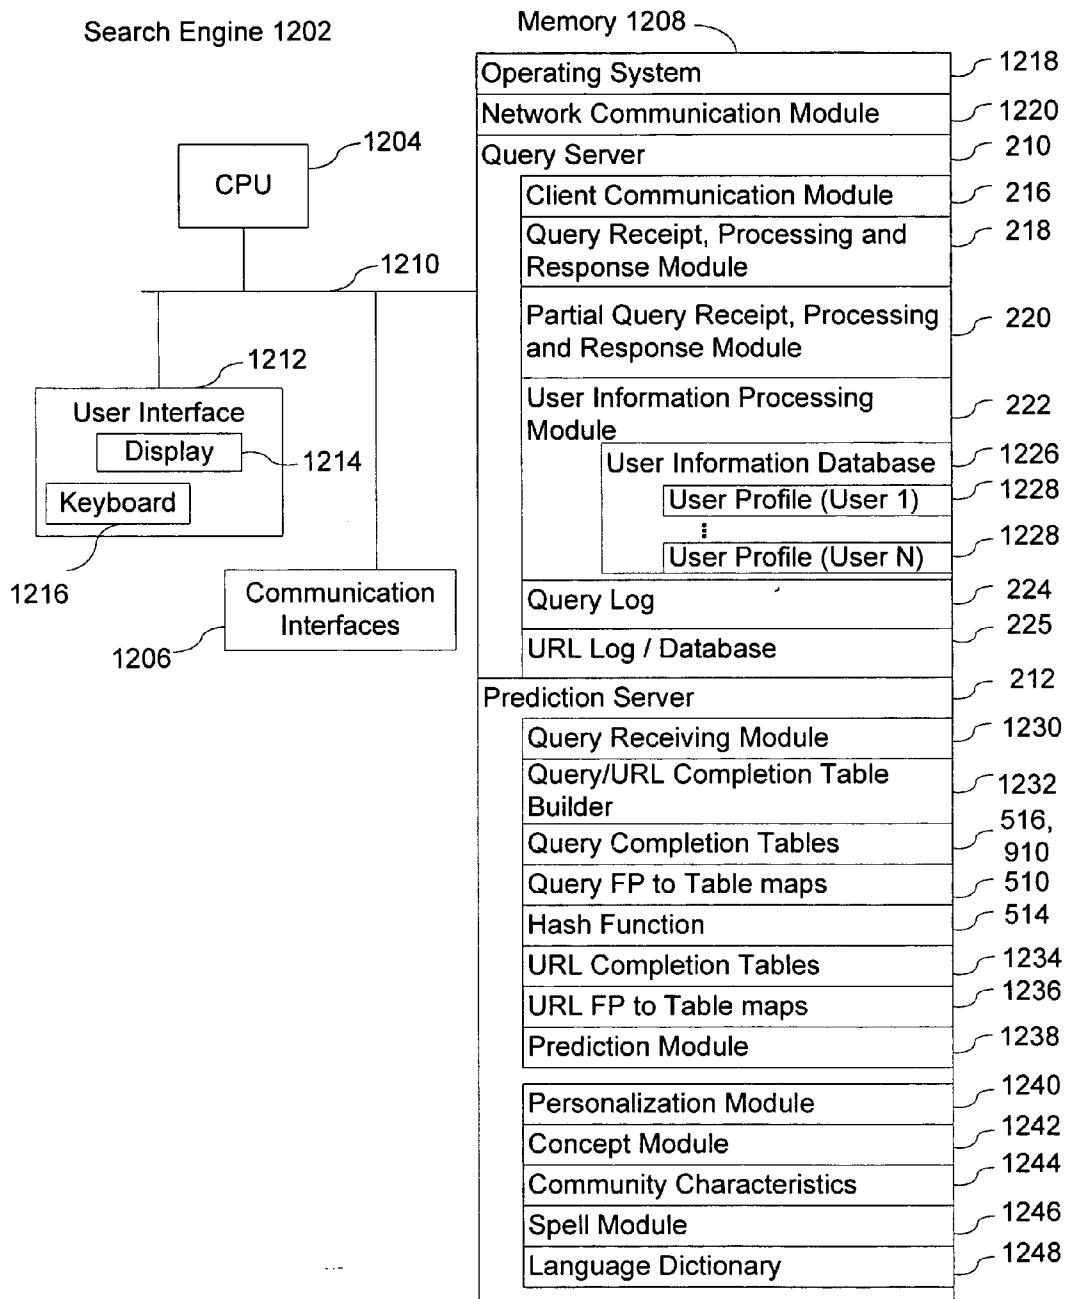 Search Engine 1202
Memory 1208
Operating System
1218
Network Communication Module
1220
Query Server
210
Client Communication Module
216
Query Receipt, Processing and
Response Module
218
Partial Query Receipt, Processing
and Response Module
220
User Information Processing
Module
222
User Information Database
1226
User Profile (User 1)
1228
User Profile (User N)
1228
Query Log
224
URL Log / Database
225
Prediction Server
212
Query Receiving Module
1230
Query/URL Completion Table
Builder
1232
Query Completion Tables
516,
910
Query FP to Table maps
510
Hash Function
514
URL Completion Tables
1234
URL FP to Table maps
1236
Prediction Module
1238
Personalization Module
1240
Concept Module
1242
Community Characteristics
1244
Spell Module
1246
Language Dictionary
1248
CPU
1204
1210
1212
User Interface
Display
1214
Keyboard
1216
Communication
Interfaces
1206